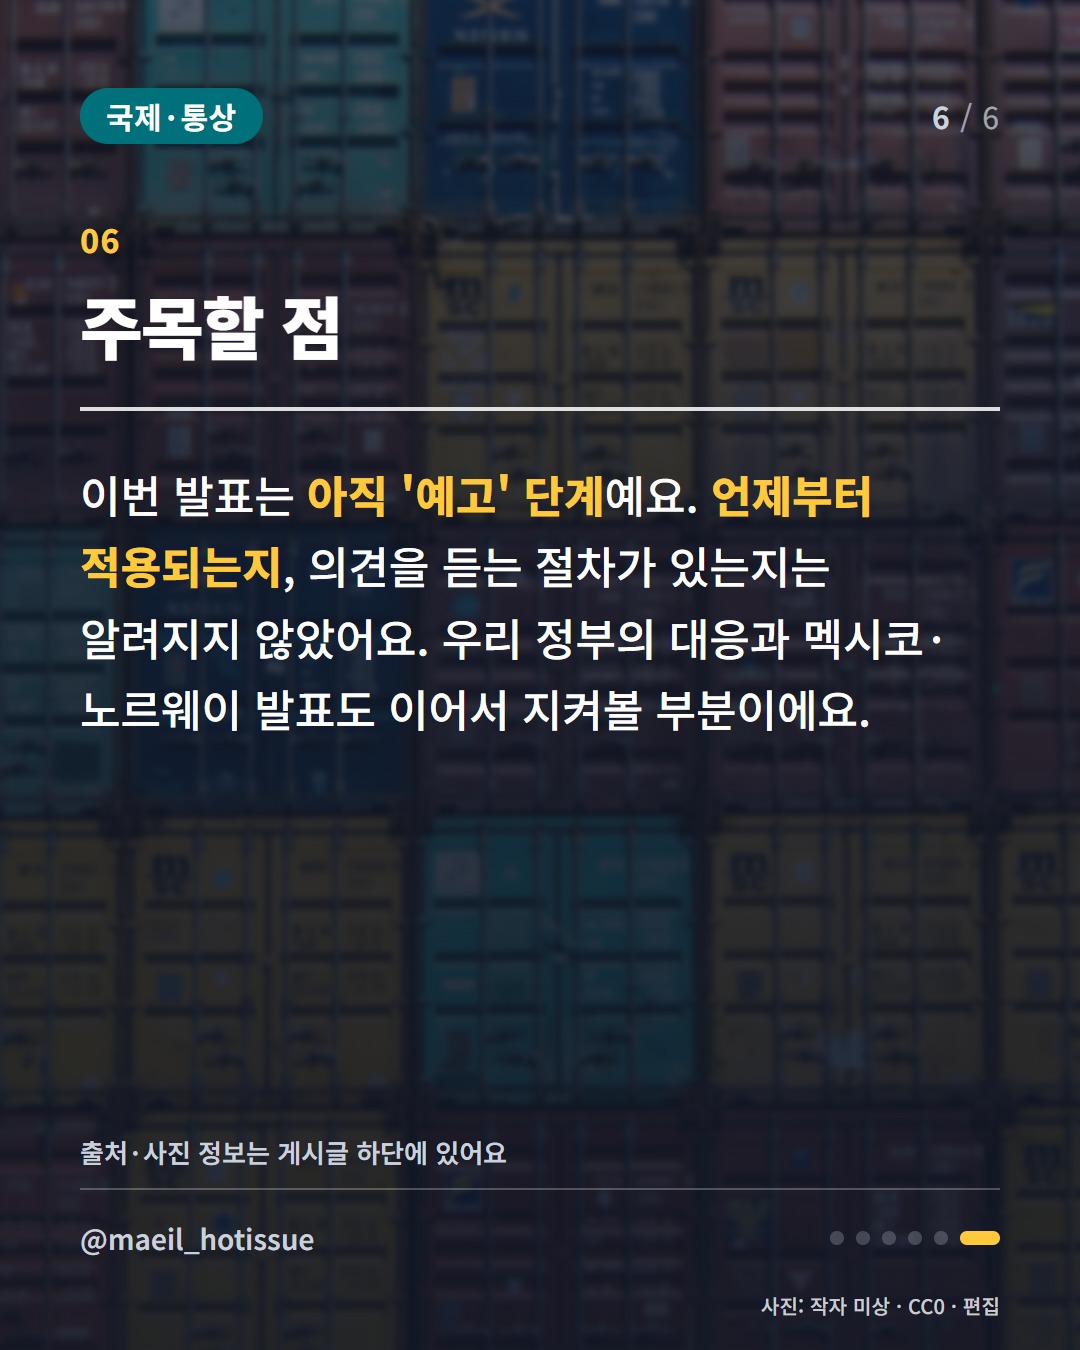 국제·통상
6 / 6
06
주목할 점
이번 발표는 아직 '예고' 단계예요. 언제부터
적용되는지, 의견을 듣는 절차가 있는지는
알려지지 않았어요. 우리 정부의 대응과 멕시코·
노르웨이 발표도 이어서 지켜볼 부분이에요.
출처·사진 정보는 게시글 하단에 있어요
@maeil_hotissue
사진: 작자 미상 · CC0 · 편집